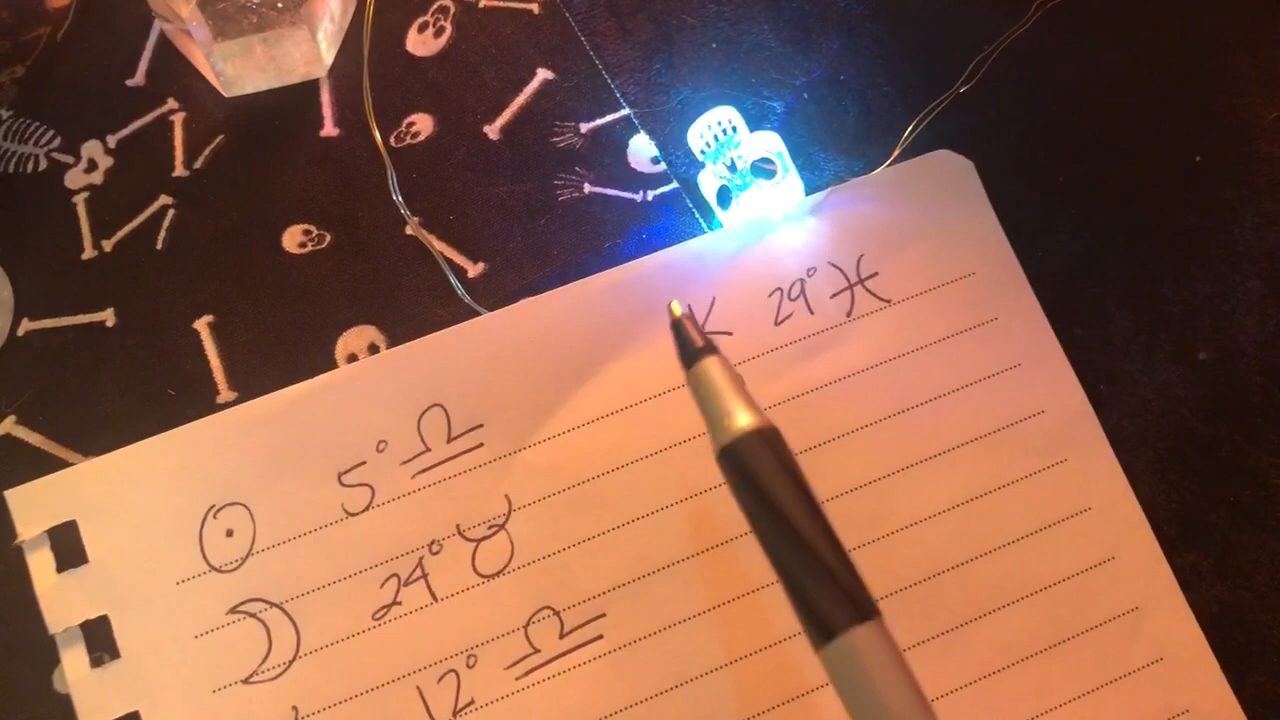 K 29° ♓
☉ 5° ♎
☽ 24° ♉
12° ♎